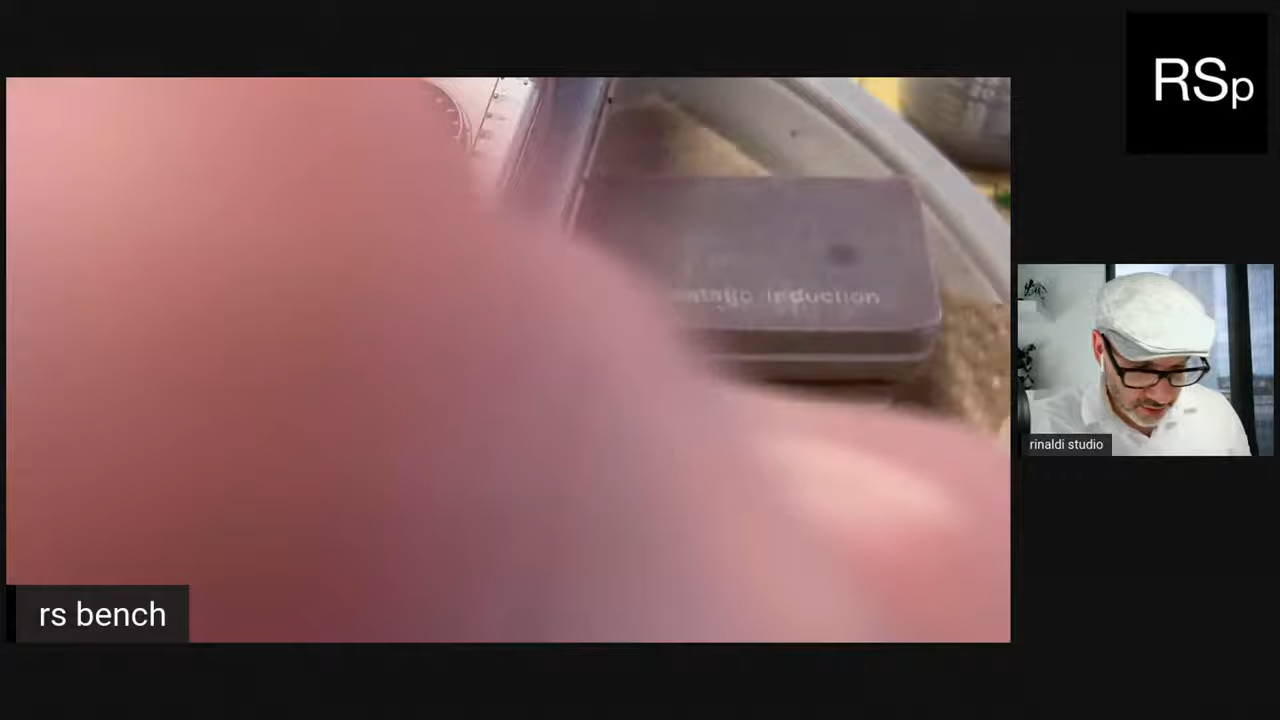 RSp
induction
rinaldi studio
rs bench